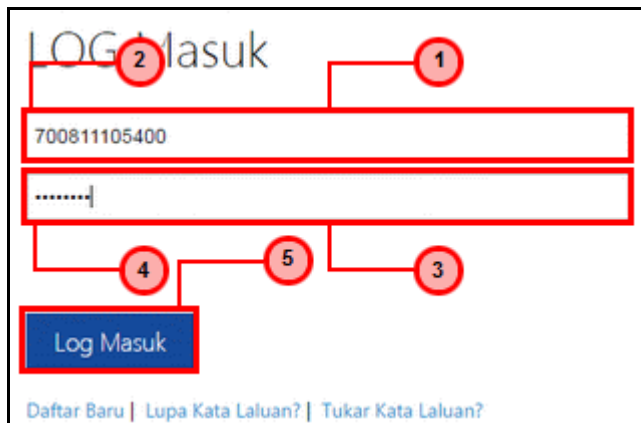 LOG Masuk
2
1
700811105400
••••••••
4
5
3
Log Masuk
Daftar Baru | Lupa Kata Laluan? | Tukar Kata Laluan?